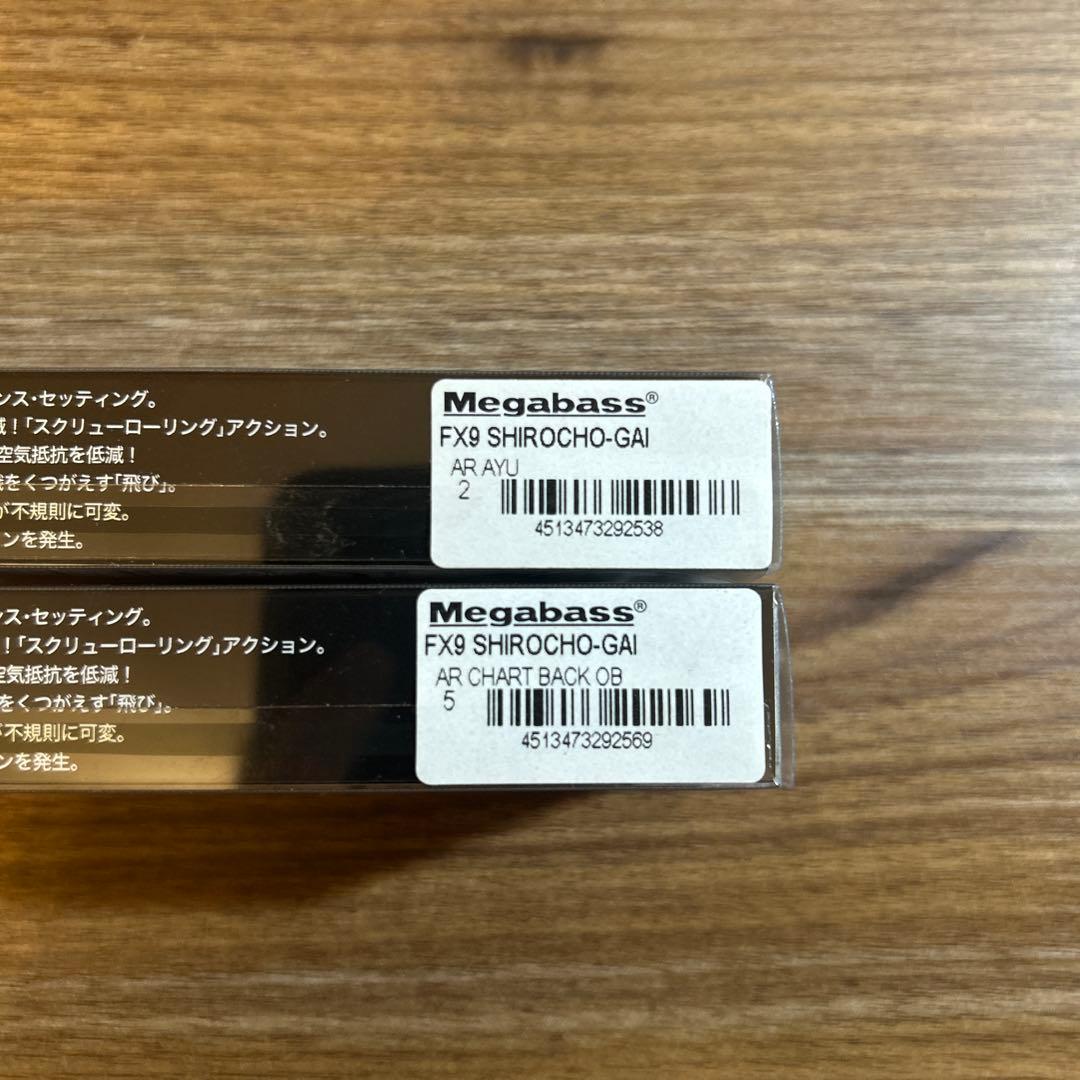 ンス・セッティング。
減!「スクリューローリング」アクション。
空気抵抗を低減!
をくつがえす「飛び」。
が不規則に可変。
ンを発生。
Megabass®
FX9 SHIROCHO-GAI
AR AYU
2
4513473292538
ンス・セッティング。
!「スクリューローリング」アクション。
空気抵抗を低減!
をくつがえす「飛び」。
不規則に可変。
ンを発生。
Megabass®
FX9 SHIROCHO-GAI
AR CHART BACK OB
5
4513473292569